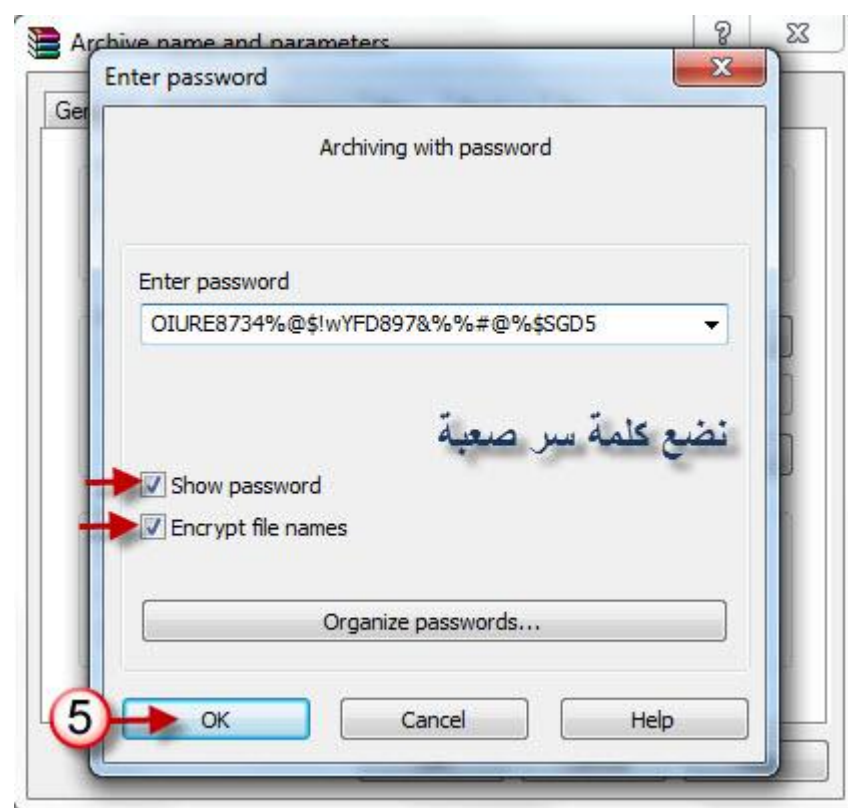 Archive name and parameters
Enter password
Gen
Archiving with password
Enter password
OIURE8734%@$!wYFD897&%%#@%$SGD5
نضع كلمة سر صعبة
Show password
Encrypt file names
Organize passwords...
5
OK
Cancel
Help